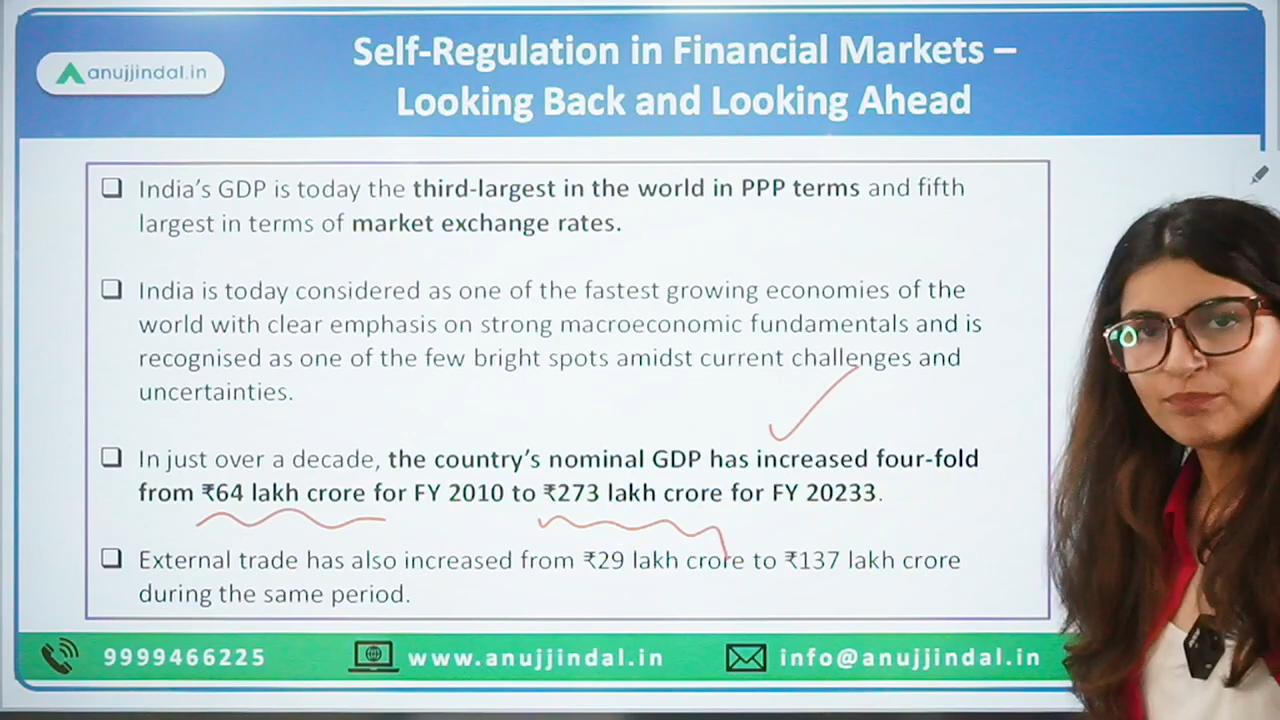 anujjindal.in
Self-Regulation in Financial Markets –
Looking Back and Looking Ahead
❑ India's GDP is today the third-largest in the world in PPP terms and fifth
largest in terms of market exchange rates.
❑ India is today considered as one of the fastest growing economies of the
world with clear emphasis on strong macroeconomic fundamentals and is
recognised as one of the few bright spots amidst current challenges and
uncertainties.
❑ In just over a decade, the country's nominal GDP has increased four-fold
from ₹64 lakh crore for FY 2010 to ₹273 lakh crore for FY 20233.
❑ External trade has also increased from ₹29 lakh crore to ₹137 lakh crore
during the same period.
9999466225 www.anujjindal.in info@anujjindal.in